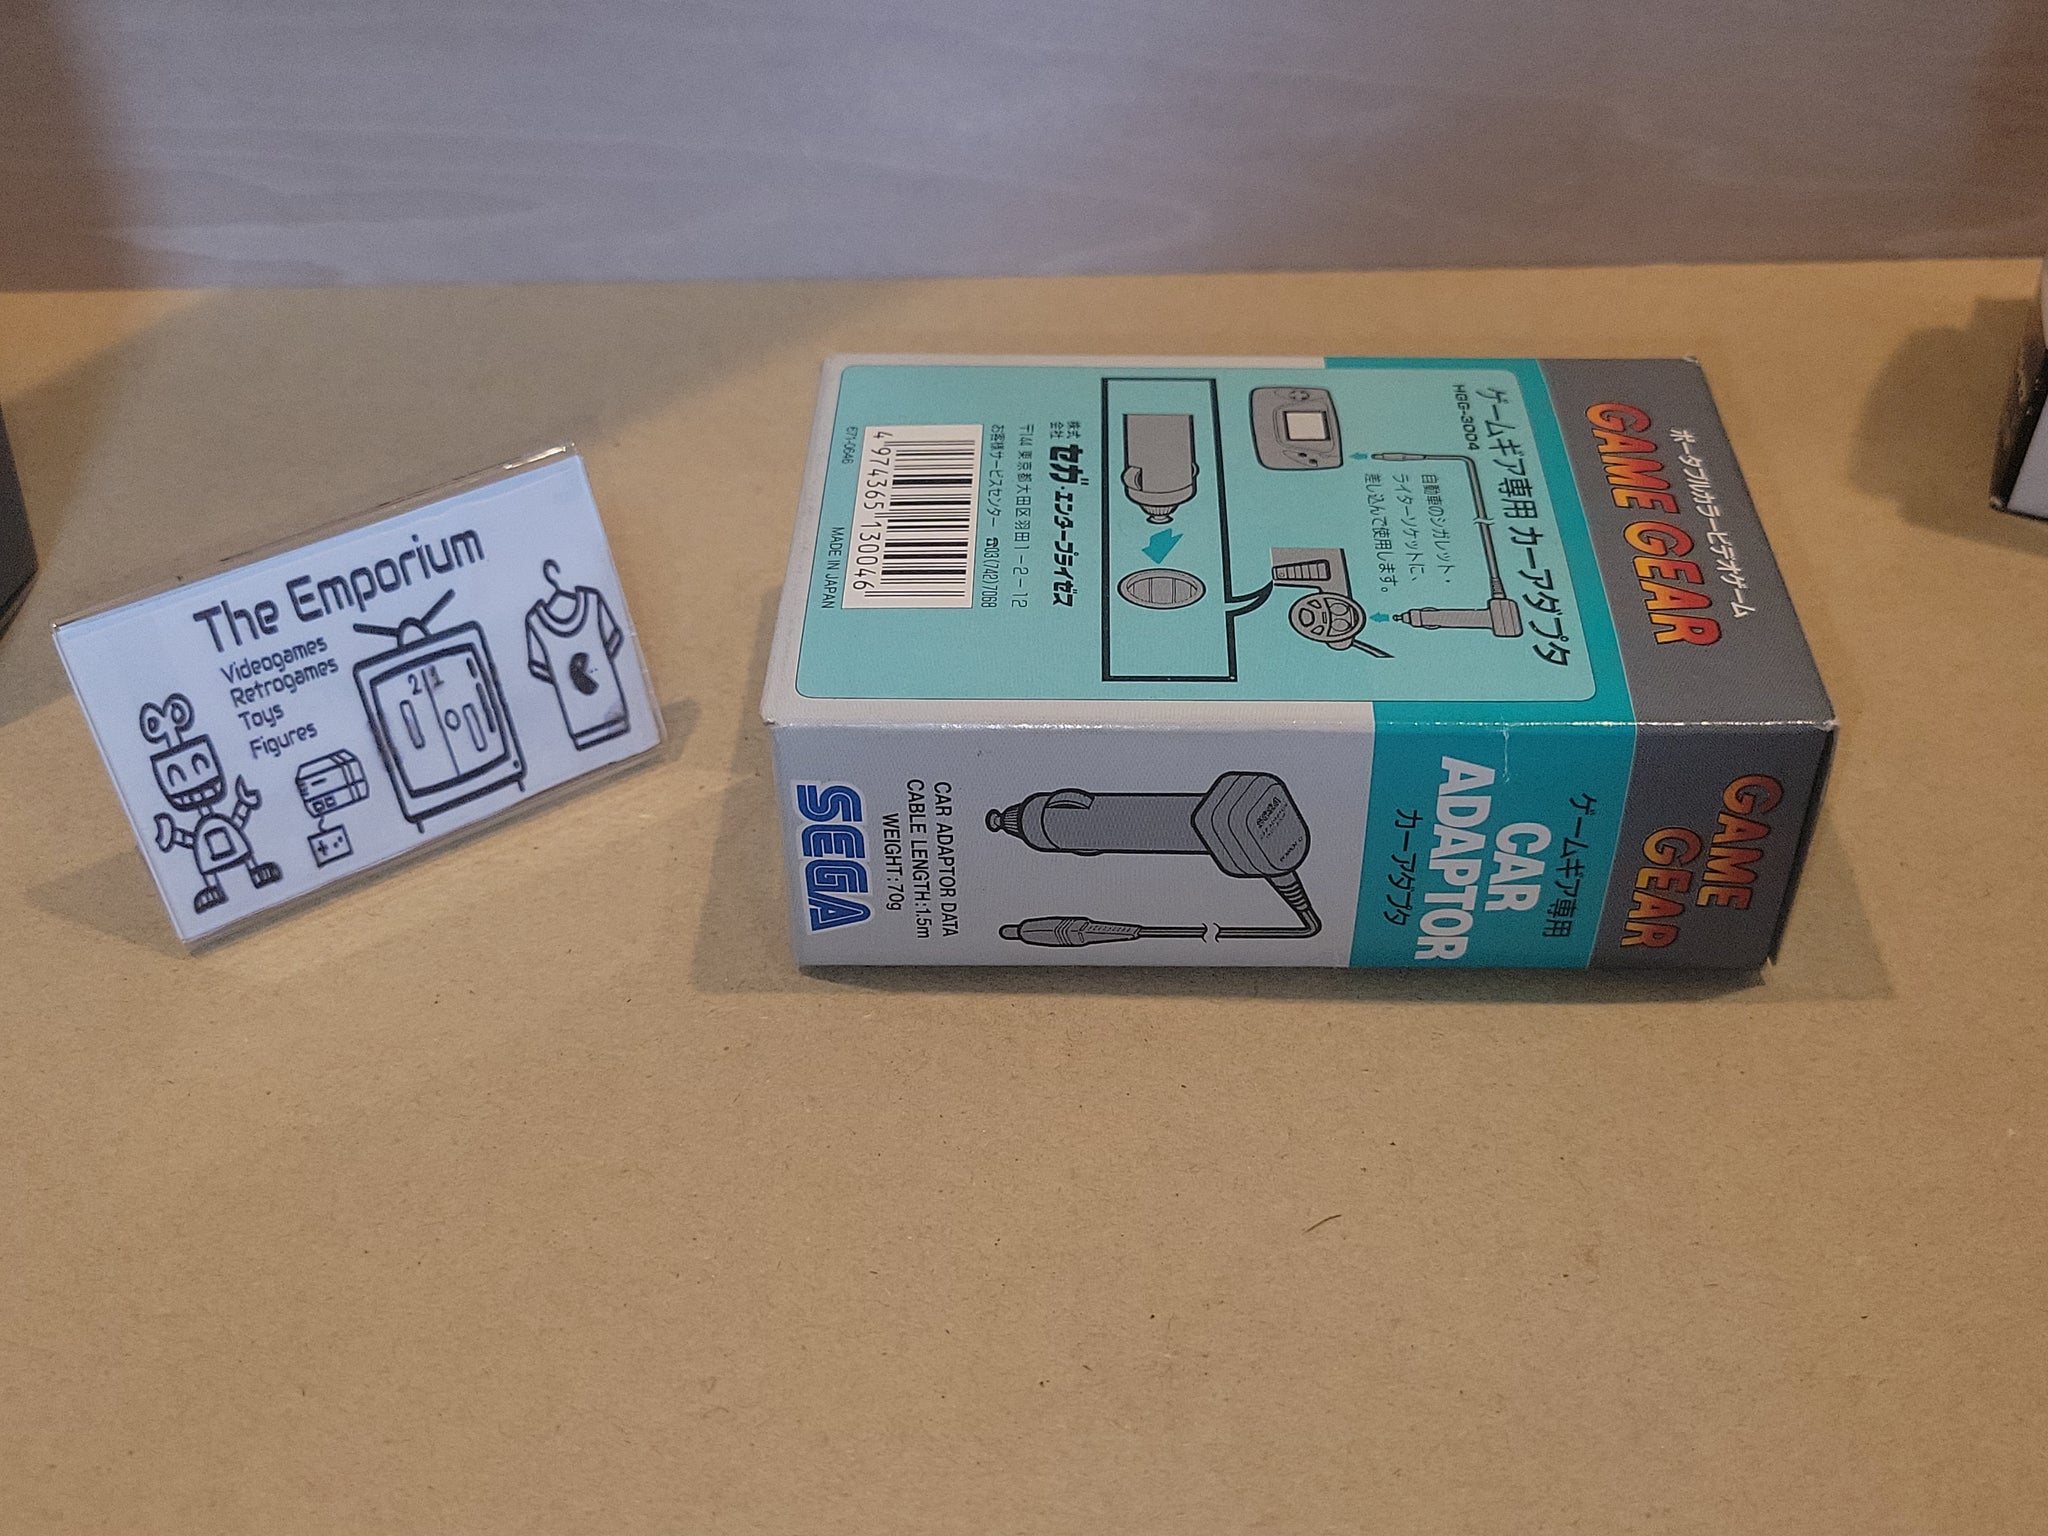 The Emporium
Videogames
Retrogames
Toys
Figures
2 1
ポータブルカラービデオゲーム
GAME GEAR
ゲームギア専用 カーアダプタ
HGG-3004
自動車のシガレット・
ライターソケットに、
差し込んで使用します。
株式会社 セガ・エンタープライゼス
〒144 東京都大田区羽田1-2-12
お客様サービスセンター ☎03(742)7068
4 974365 130046
671-0646
MADE IN JAPAN
GAME
GEAR
ゲームギア専用
CAR
ADAPTOR
カーアダプタ
CAR ADAPTOR DATA
CABLE LENGTH:1.5m
WEIGHT:70g
SEGA